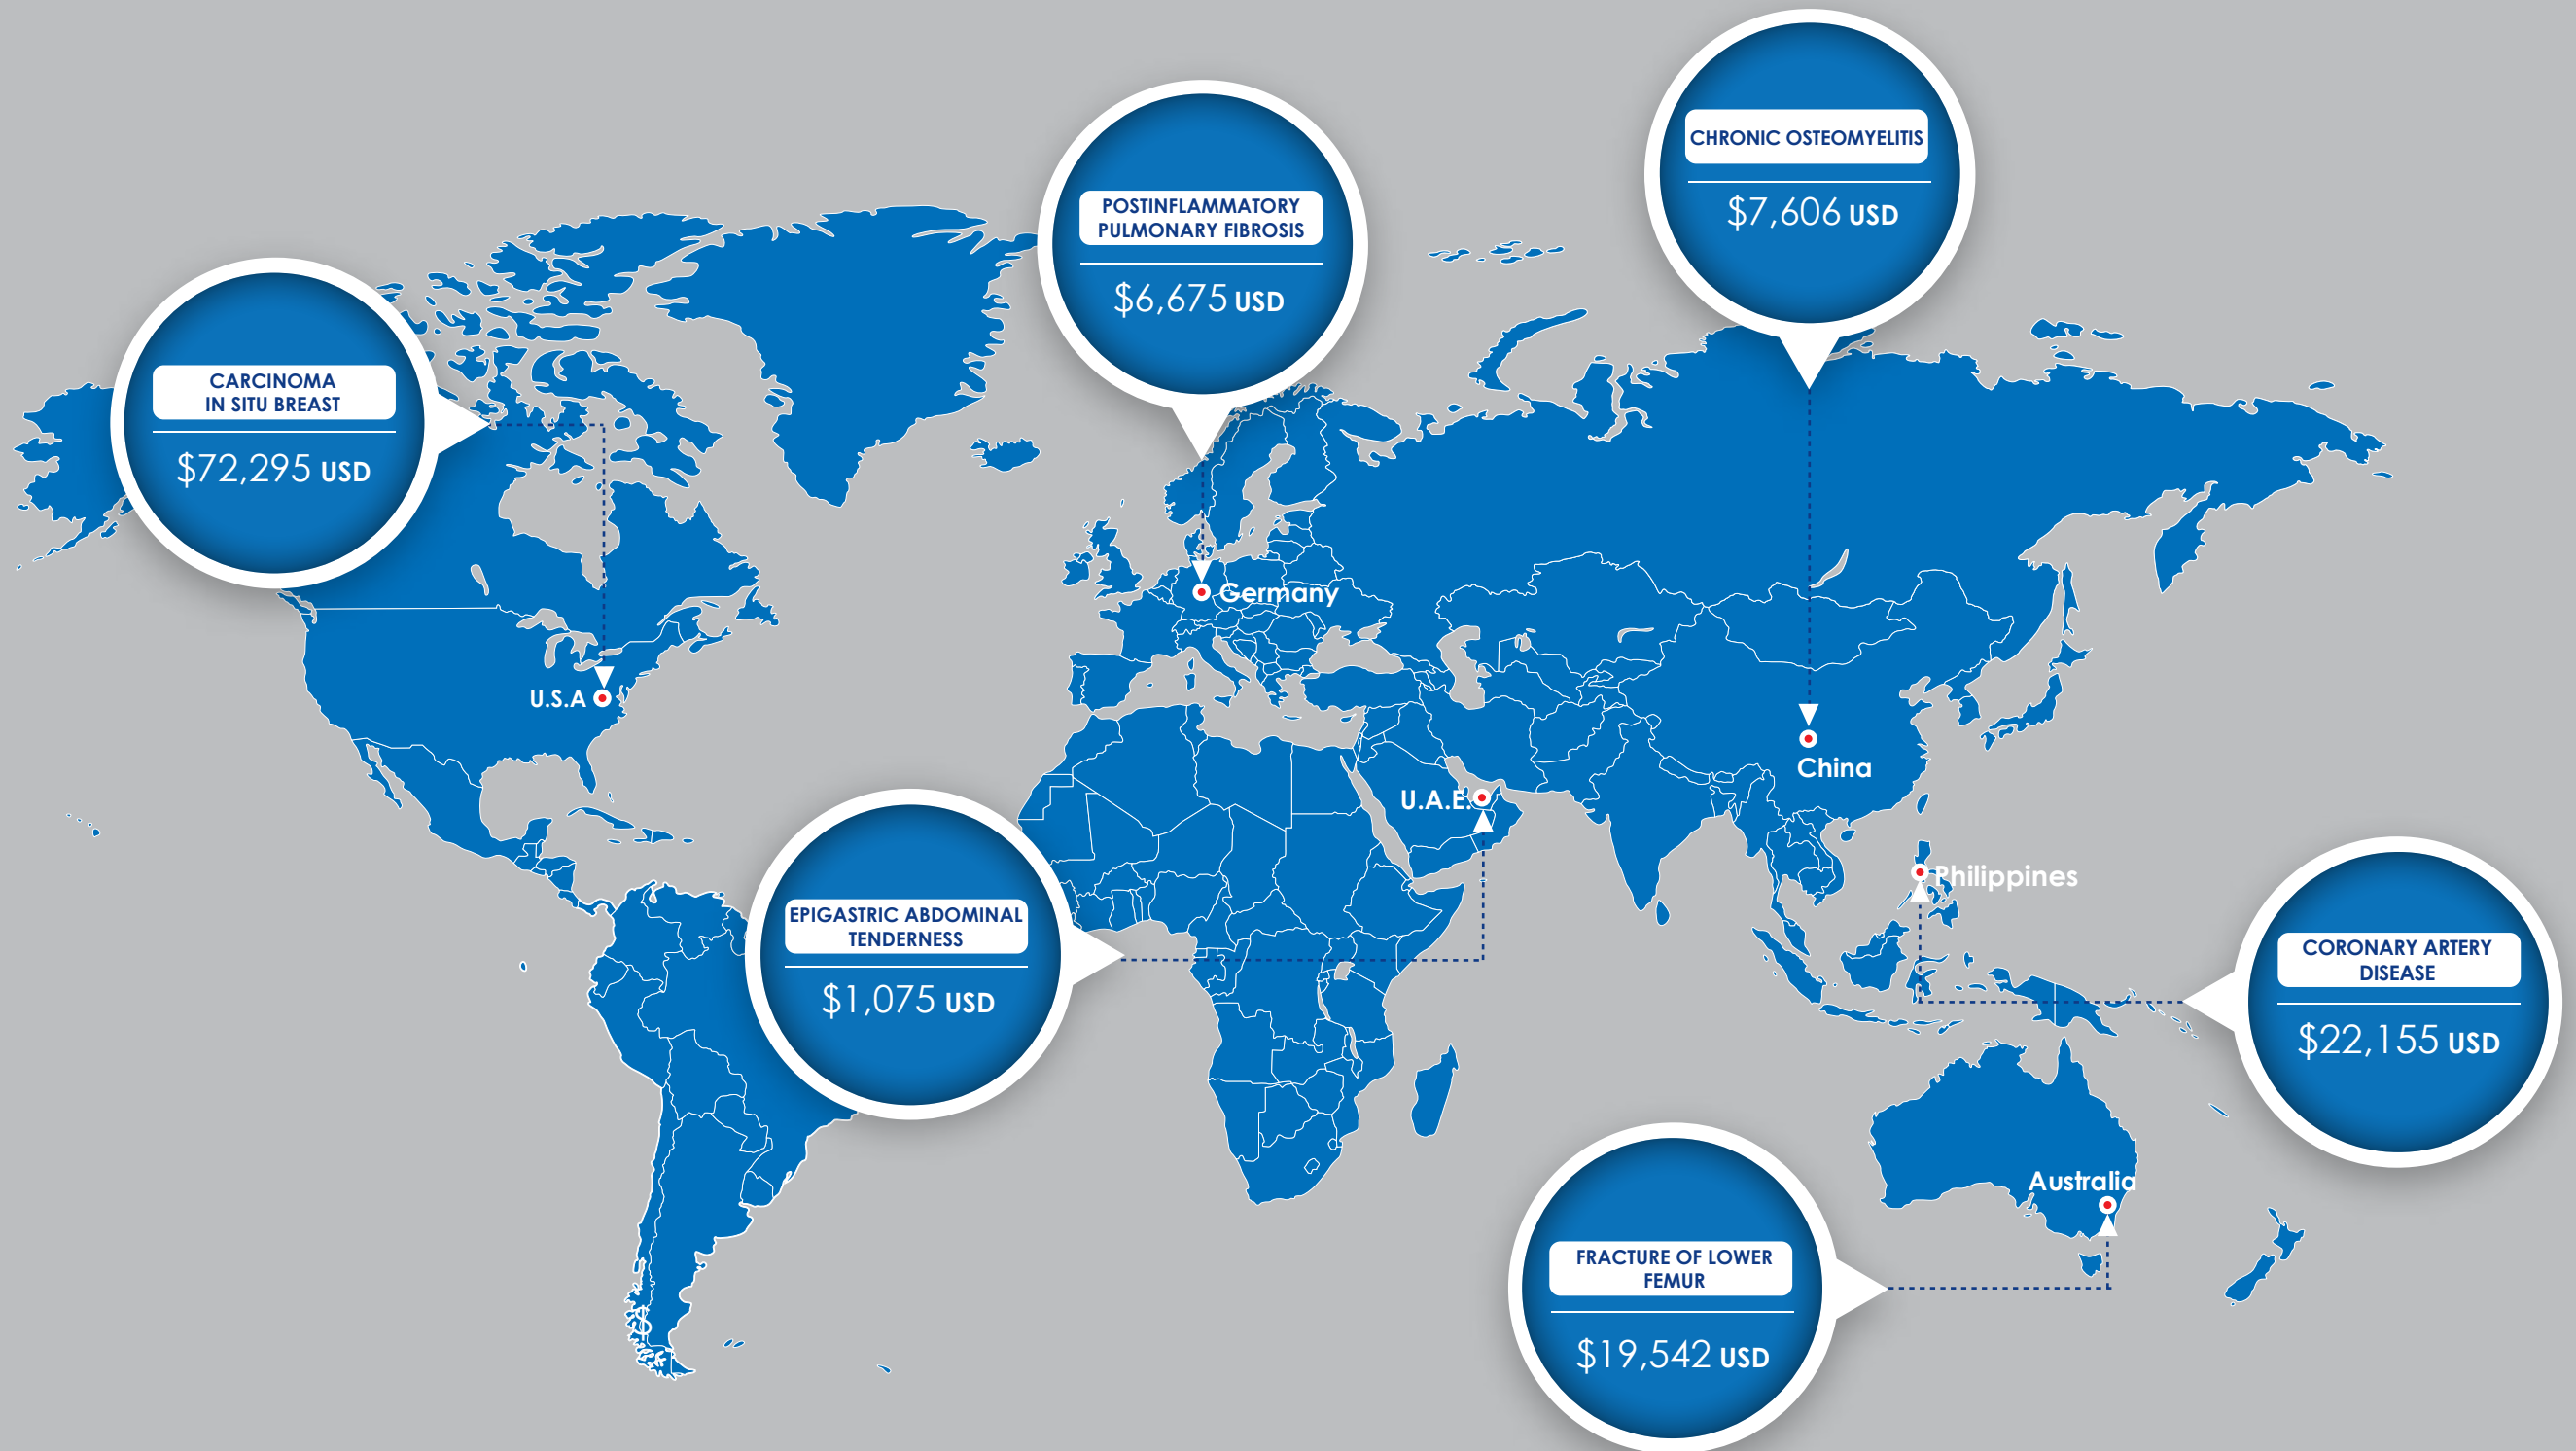 CHRONIC OSTEOMYELITIS
$7,606 USD
POSTINFLAMMATORY
PULMONARY FIBROSIS
$6,675 USD
CARCINOMA
IN SITU BREAST
$72,295 USD
Germany
U.S.A
China
U.A.E.
Philippines
EPIGASTRIC ABDOMINAL
TENDERNESS
$1,075 USD
CORONARY ARTERY
DISEASE
$22,155 USD
Australia
FRACTURE OF LOWER
FEMUR
$19,542 USD
$